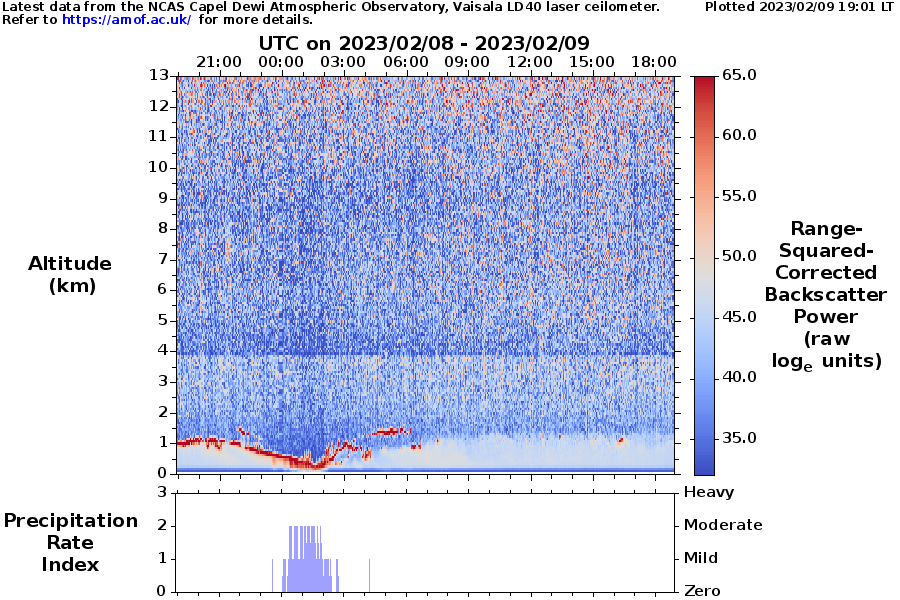 Latest data from the NCAS Capel Dewi Atmospheric Observatory, Vaisala LD40 laser ceilometer. Plotted 2023/02/09 19:01 LT
Refer to https://amof.ac.uk/ for more details.
UTC on 2023/02/08 - 2023/02/09
21:00 00:00 03:00 06:00 09:00 12:00 15:00 18:00
13
12
11
10
9
8
7
6
5
4
3
2
1
0
Altitude
(km)
65.0
60.0
55.0
50.0
45.0
40.0
35.0
Range-
Squared-
Corrected
Backscatter
Power
(raw
loge units)
3
2
1
0
Precipitation
Rate
Index
Heavy
Moderate
Mild
Zero